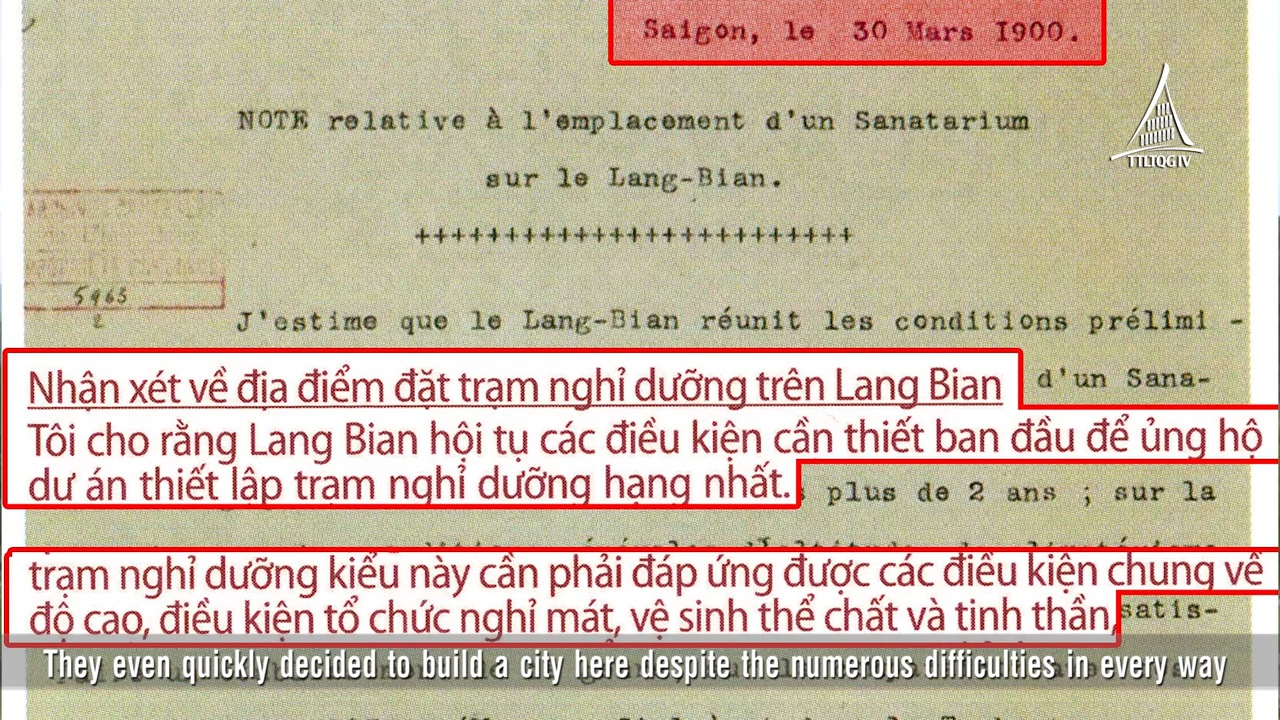 Saigon, le 30 Mars 1900.
TTLTQG IV
NOTE relative à l'emplacement d'un Sanatarium
sur le Lang-Bian.
+++++++++++++++++++++++++
5963
2
J'estime que le Lang-Bian réunit les conditions prélimi -
d'un Sana-
Nhận xét về địa điểm đặt trạm nghỉ dưỡng trên Lang Bian
Tôi cho rằng Lang Bian hội tụ các điều kiện cần thiết ban đầu để ủng hộ
dư án thiết lập trạm nghỉ dưỡng hạng nhất.
plus de 2 ans ; sur la
trạm nghỉ dưỡng kiểu này cần phải đáp ứng được các điều kiện chung về
độ cao, điều kiện tổ chức nghỉ mát, vệ sinh thể chất và tinh thần,
satis-
They even quickly decided to build a city here despite the numerous difficulties in every way